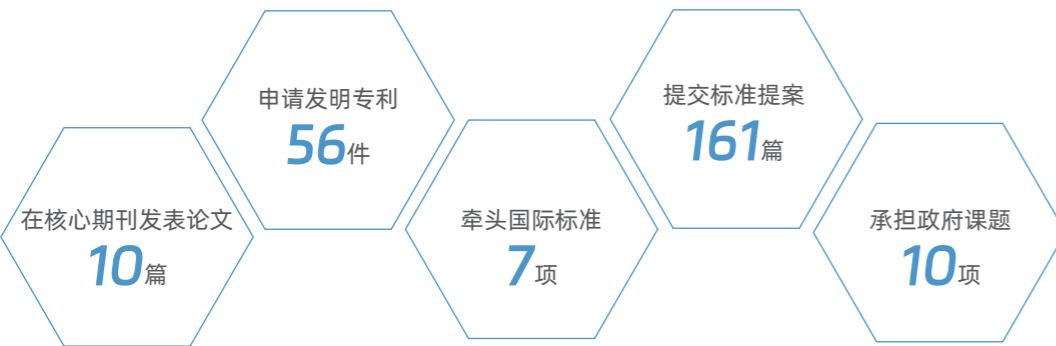 在核心期刊发表论文
10篇
申请发明专利
56件
牵头国际标准
7项
提交标准提案
161篇
承担政府课题
10项